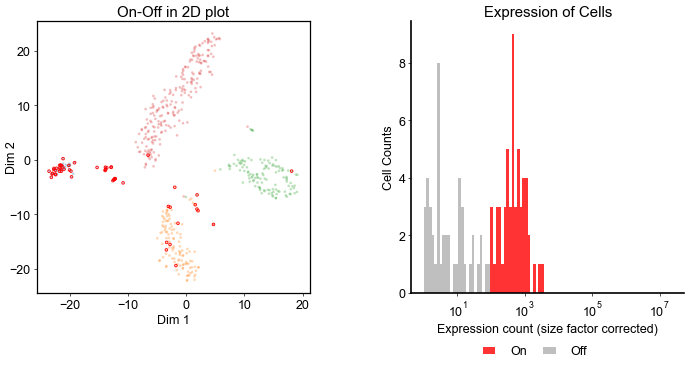 On-Off in 2D plot
20
10
0
−10
−20
Dim 2
−20 −10 0 10 20
Dim 1
Expression of Cells
8
6
4
2
0
Cell Counts
10^1 10^3 10^5 10^7
Expression count (size factor corrected)
On Off